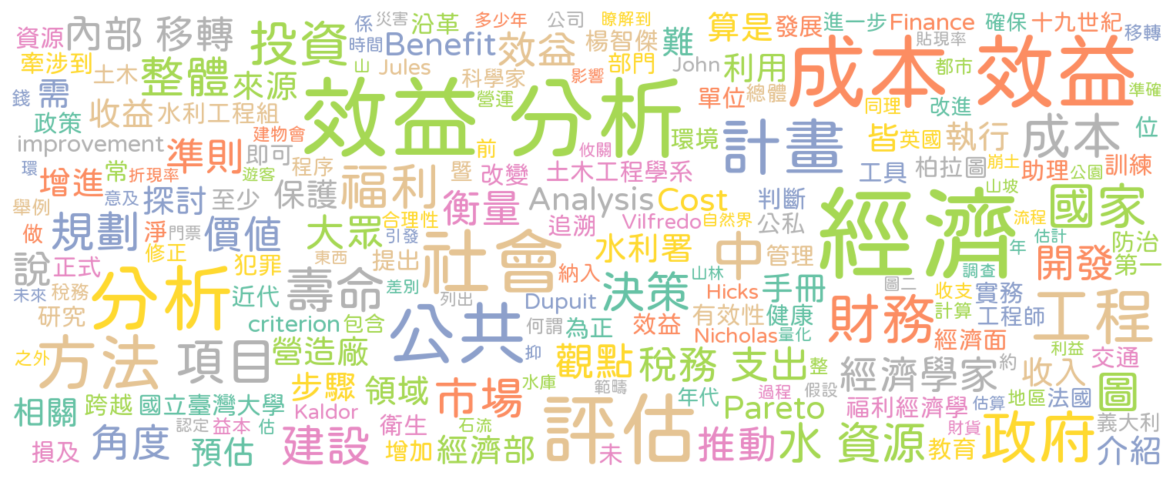 資源 內部 移轉 投資 係 災害 沿革 多少年 公司 瞭解到 難 算是 發展 進一步 Finance 確保 十九世紀 移轉
牽涉到 土木 整體 來源 時間 Benefit 效益 楊智傑 部門 John 利用 貼現率 成本 效益 都市 準確
錢 需 收益 水利工程組 山 Jules 科學家 影響 單位 總體 同理 改進 位
政策 建物會 效益 分析 營運 環境 計畫 皆 英國 執行 成本
improvement 準則 即可 程序 前 攸關 土木工程學系 工具 柏拉圖 崩土 助理 訓練
環 增進 常 折現率 遊客 福利 改變 Analysis Cost 判斷 經濟 山坡 公園 國家
舉例 意及 探討 至少 保護 衡量 追溯 Vilfredo 自然界 公私 流程
做 規劃 淨 門票 價值 大眾 合理性 引發 社會 水利署 中 管理 年 估計 開發 防治 第一
說 正式 修正 犯罪 壽命 東西 提出 納入 山林 決策 手冊 財務 調查 工程
未來 稅務 分析 近代 差別 列出 Dupuit Hicks 有效性 健康 圖二 收支 實務
研究 criterion 包含 公共 何謂 為正 效益 Nicholas 量化 計算 工程師
之外 方法 項目 營造廠 抑 觀點 稅務 支出 整 經濟面 約 利益 交通
步驟 領域 市場 水庫 範疇 年代 過程 假設 經濟學家 估算 收入 地區 法國 圖
相關 跨越 國立臺灣大學 Kaldor 評估 Pareto 福利經濟學 財貨 義大利
損及 角度 認定 益本 估 預估 建設 衛生 石流 增加 經濟部 未 推動 水 資源 教育 政府 介紹